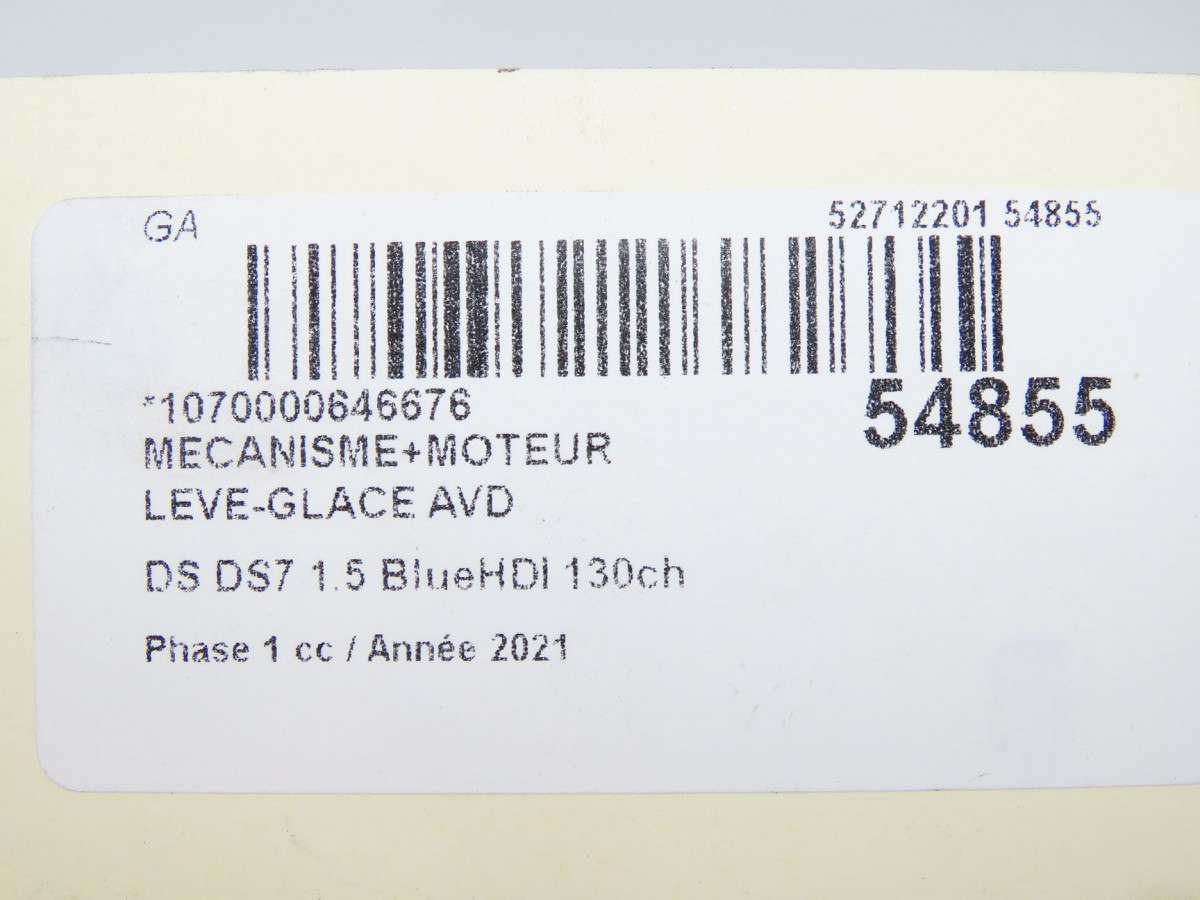 GA
52712201 54855
*1070000646676
54855
MECANISME+MOTEUR
LEVE-GLACE AVD
DS DS7 1.5 BlueHDI 130ch
Phase 1 cc / Année 2021